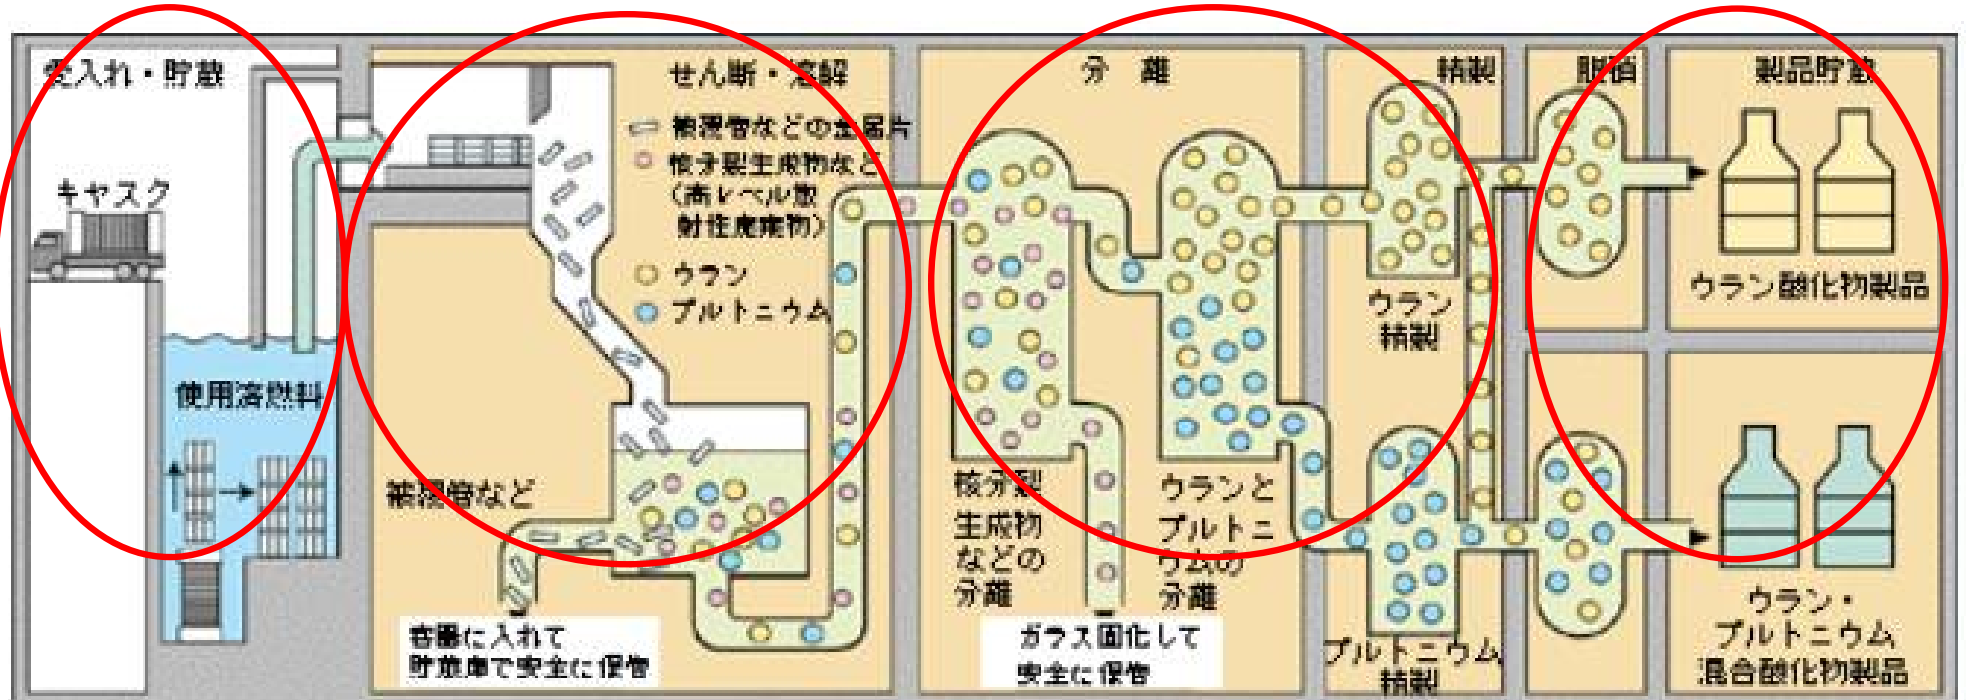 受入れ・貯蔵
キャスク
使用済燃料
せん断・溶解
被覆管などの金属片
核分裂生成物など
(高レベル放
射性廃棄物)
ウラン
プルトニウム
被覆管など
容器に入れて
貯蔵庫で安全に保管
分 離
核分裂
生成物
などの
分離
ウランと
プルトニ
ウムの
分離
ガラス固化して
安全に保管
精製
ウラン
精製
プルトニウム
精製
脱硝
製品貯蔵
ウラン酸化物製品
ウラン・
プルトニウム
混合酸化物製品